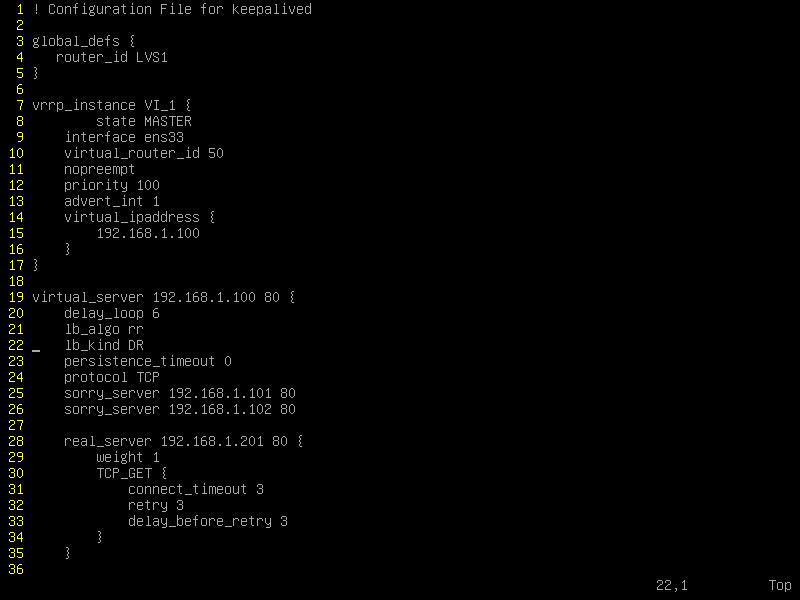 1 ! Configuration File for keepalived
2
3 global_defs {
4    router_id LVS1
5 }
6
7 vrrp_instance VI_1 {
8         state MASTER
9     interface ens33
10     virtual_router_id 50
11     nopreempt
12     priority 100
13     advert_int 1
14     virtual_ipaddress {
15         192.168.1.100
16     }
17 }
18
19 virtual_server 192.168.1.100 80 {
20     delay_loop 6
21     lb_algo rr
22     lb_kind DR
23     persistence_timeout 0
24     protocol TCP
25     sorry_server 192.168.1.101 80
26     sorry_server 192.168.1.102 80
27
28     real_server 192.168.1.201 80 {
29         weight 1
30         TCP_GET {
31             connect_timeout 3
32             retry 3
33             delay_before_retry 3
34         }
35     }
36
22,1 Top